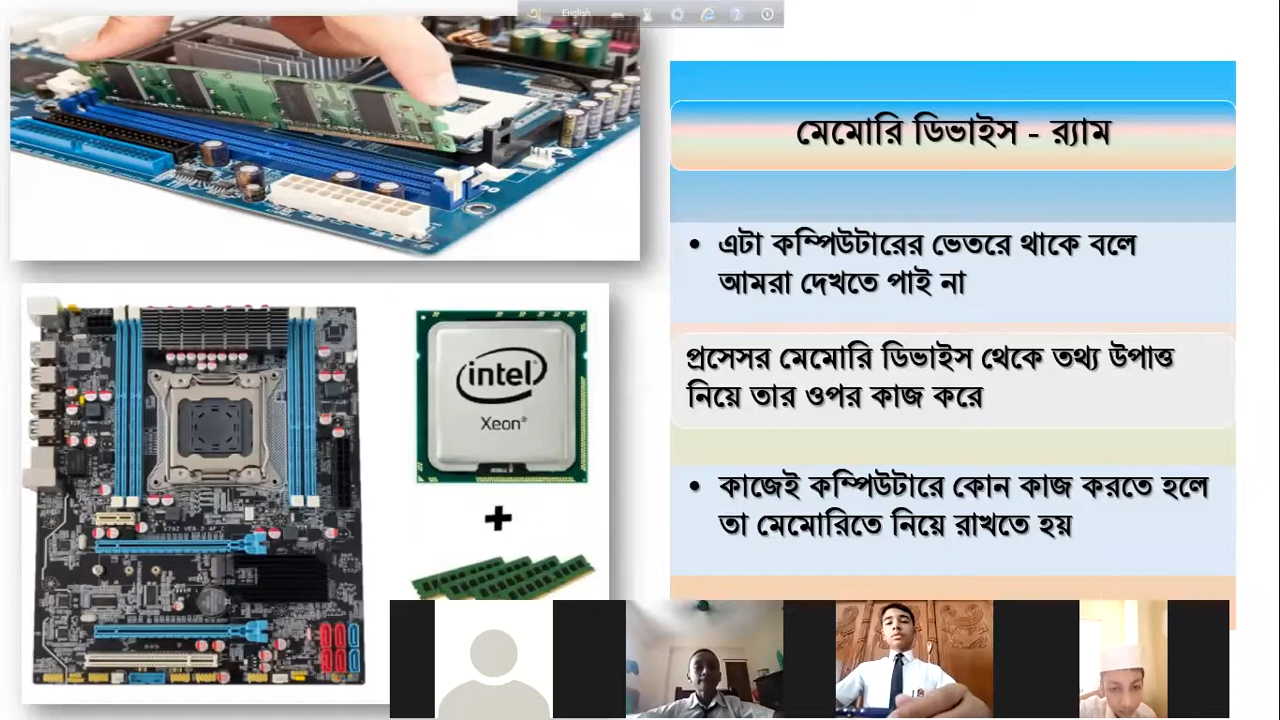 English
মেমোরি ডিভাইস - র‍্যাম
• এটা কম্পিউটারের ভেতরে থাকে বলে
আমরা দেখতে পাই না
প্রসেসর মেমোরি ডিভাইস থেকে তথ্য উপাত্ত
নিয়ে তার ওপর কাজ করে
• কাজেই কম্পিউটারে কোন কাজ করতে হলে
তা মেমোরিতে নিয়ে রাখতে হয়
intel
Xeon®
+